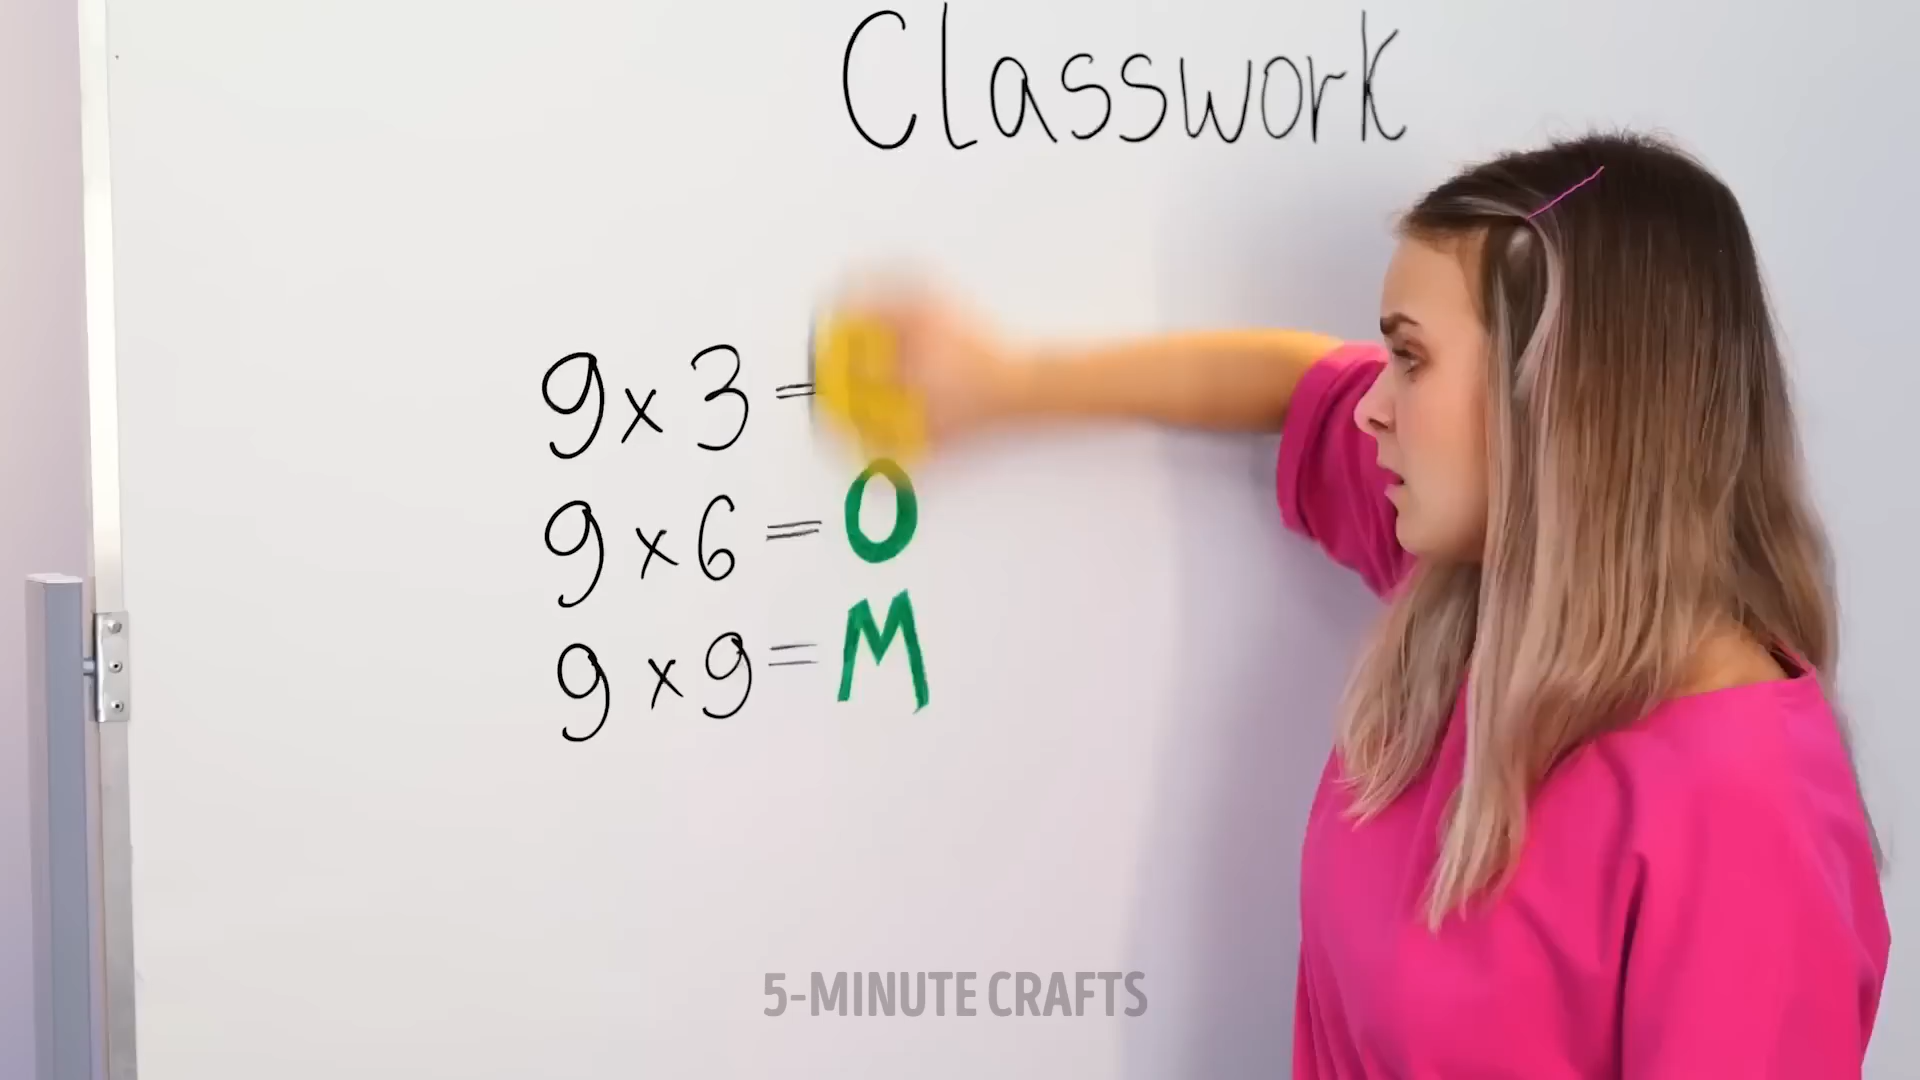 Classwork
9 x 3 =
9 x 6 = O
9 x 9 = M
5-MINUTE CRAFTS